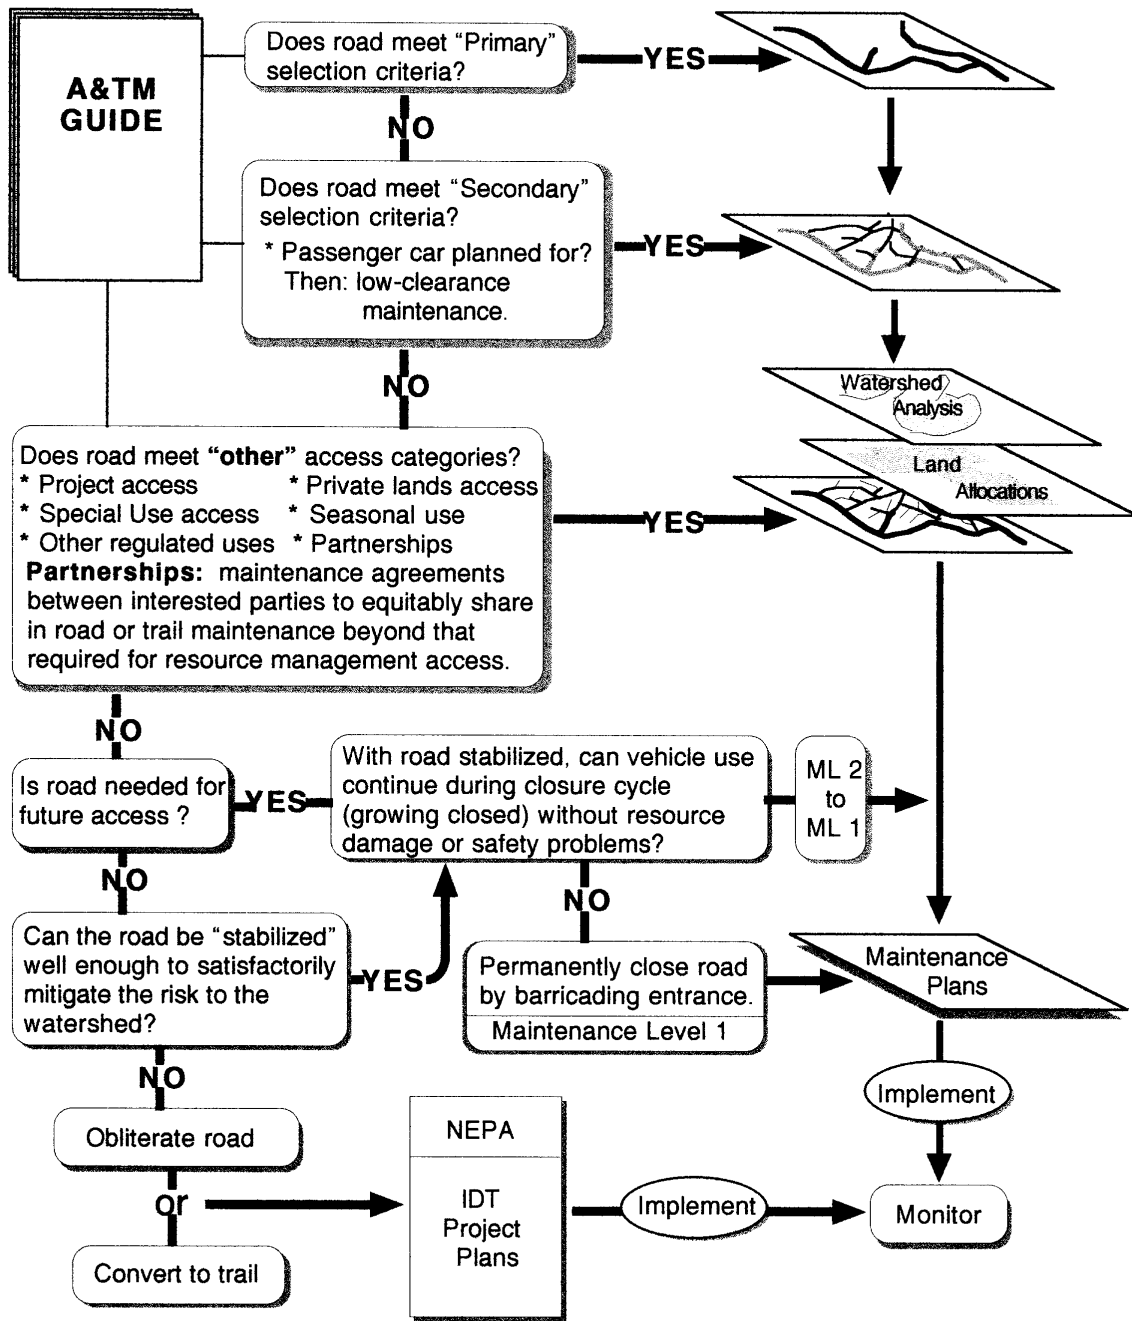 A&TM
GUIDE
Does road meet “Primary”
selection criteria?
YES
NO
Does road meet “Secondary”
selection criteria?
* Passenger car planned for?
Then: low-clearance
maintenance.
YES
NO
Watershed
Analysis
Land
Allocations
Does road meet “other” access categories?
* Project access * Private lands access
* Special Use access * Seasonal use
* Other regulated uses * Partnerships
Partnerships: maintenance agreements
between interested parties to equitably share
in road or trail maintenance beyond that
required for resource management access.
YES
NO
Is road needed for
future access ?
YES
With road stabilized, can vehicle use
continue during closure cycle
(growing closed) without resource
damage or safety problems?
ML 2
to
ML 1
NO
NO
Can the road be “stabilized”
well enough to satisfactorily
mitigate the risk to the
watershed?
YES
Permanently close road
by barricading entrance.
Maintenance Level 1
Maintenance
Plans
Implement
NO
Obliterate road
or
Convert to trail
NEPA
IDT
Project
Plans
Implement
Monitor